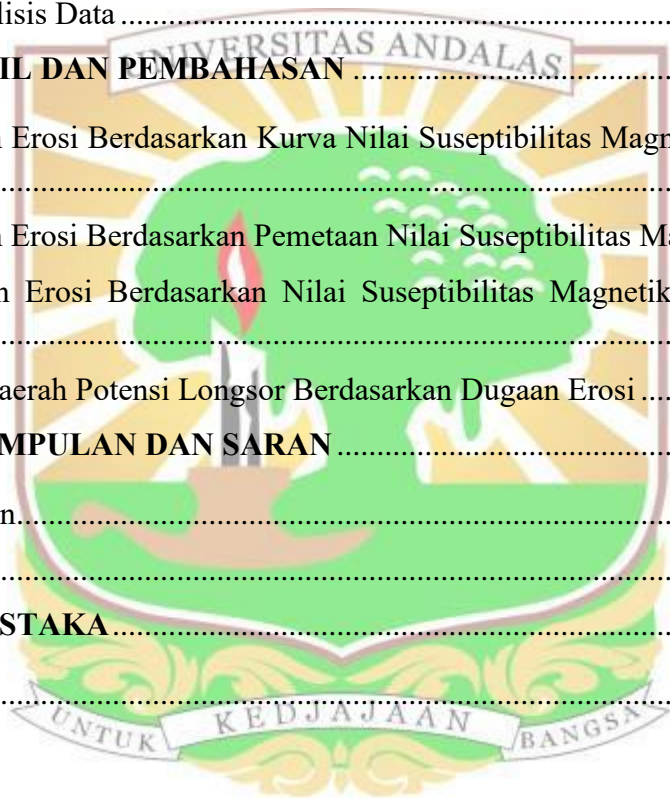 lisis Data ........................................................................
UNIVERSITAS ANDALAS
IL DAN PEMBAHASAN ..........................................
n Erosi Berdasarkan Kurva Nilai Suseptibilitas Magn
........................................................................................
n Erosi Berdasarkan Pemetaan Nilai Suseptibilitas Ma
n Erosi Berdasarkan Nilai Suseptibilitas Magnetik
........................................................................................
aerah Potensi Longsor Berdasarkan Dugaan Erosi ....
MPULAN DAN SARAN ............................................
n......................................................................................
........................................................................................
STAKA .........................................................................
........................................................................................
UNTUK KEDJAJAAN BANGSA